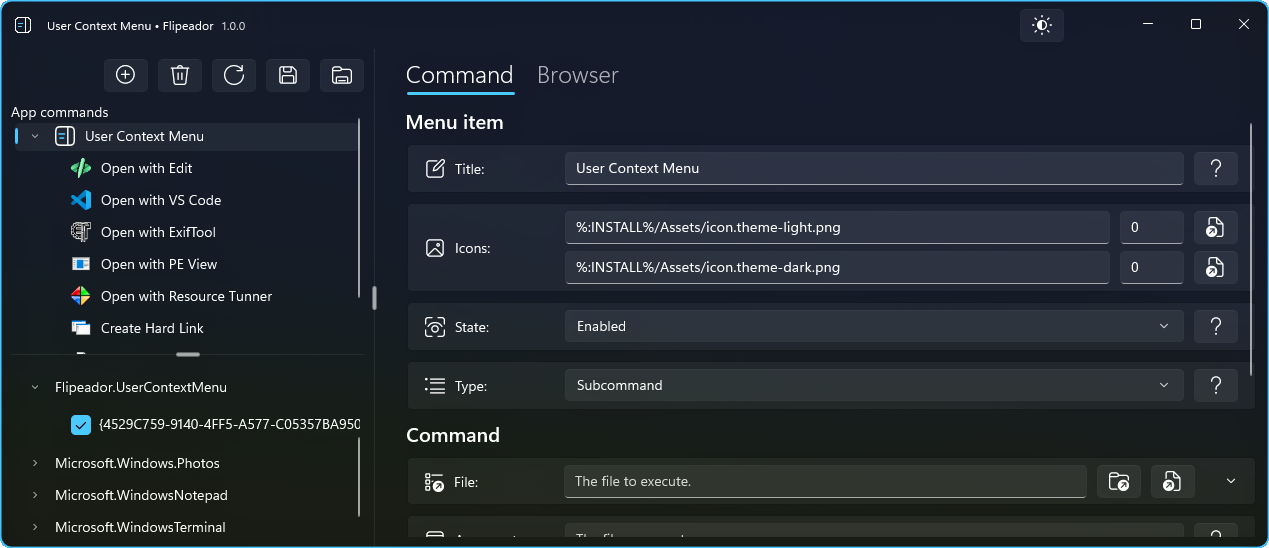 User Context Menu • Flipeador 1.0.0
App commands
User Context Menu
Open with Edit
Open with VS Code
Open with ExifTool
Open with PE View
Open with Resource Tunner
Create Hard Link
Flipeador.UserContextMenu
{4529C759-9140-4FF5-A577-C05357BA950
Microsoft.Windows.Photos
Microsoft.WindowsNotepad
Microsoft.WindowsTerminal
Command Browser
Menu item
Title: User Context Menu ?
Icons:
%:INSTALL%/Assets/icon.theme-light.png 0
%:INSTALL%/Assets/icon.theme-dark.png 0
State: Enabled ?
Type: Subcommand ?
Command
File: The file to execute.